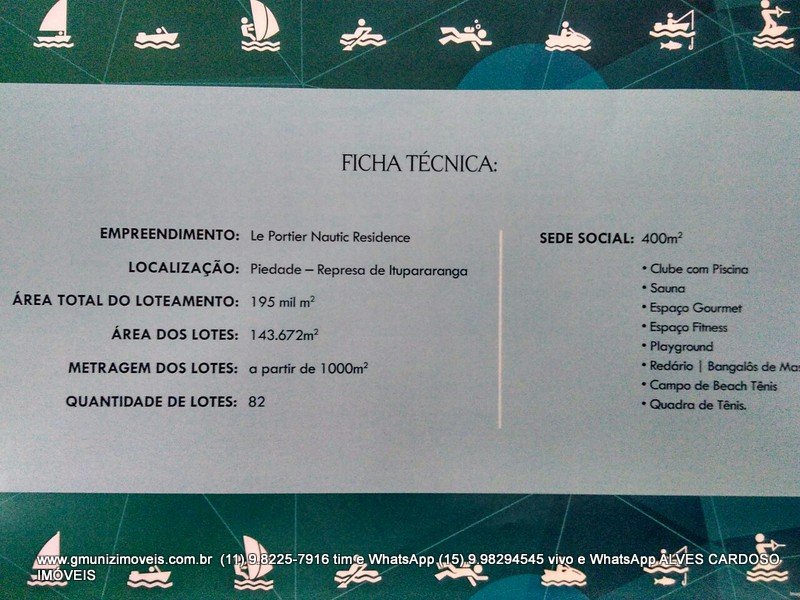 FICHA TÉCNICA:
EMPREENDIMENTO: Le Portier Nautic Residence
LOCALIZAÇÃO: Piedade – Represa de Itupararanga
ÁREA TOTAL DO LOTEAMENTO: 195 mil m²
ÁREA DOS LOTES: 143.672m²
METRAGEM DOS LOTES: a partir de 1000m²
QUANTIDADE DE LOTES: 82
SEDE SOCIAL: 400m²
• Clube com Piscina
• Sauna
• Espaço Gourmet
• Espaço Fitness
• Playground
• Redário | Bangalôs de
• Campo de Beach Tênis
• Quadra de Tênis.
www.gmunizimoveis.com.br (11) 9.8225-7916 tim e WhatsApp (15) 9.98294545 vivo e WhatsApp ALVES CARDOSO
IMÓVEIS